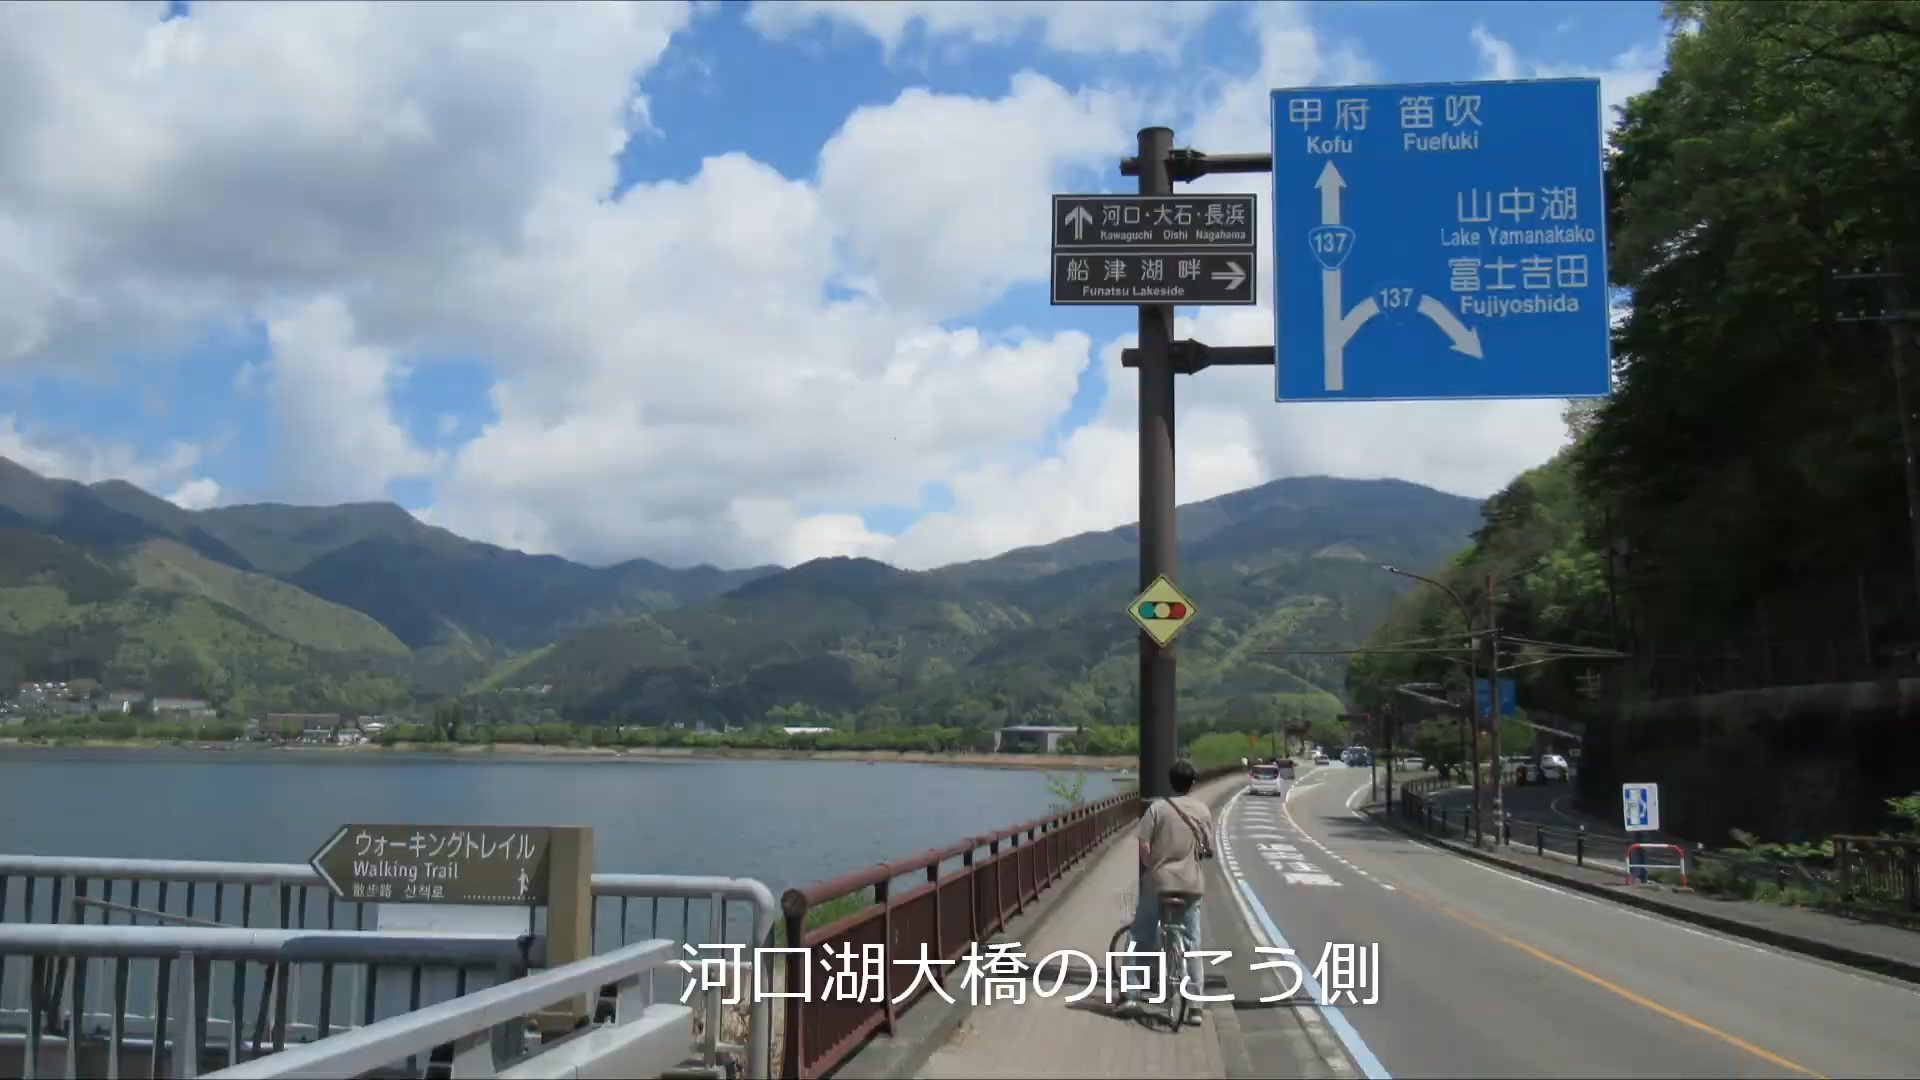 甲府 笛吹
Kofu Fuefuki
137
山中湖
Lake Yamanakako
富士吉田
Fujiyoshida
137
河口・大石・長浜
Kawaguchi Oishi Nagahama
船津湖畔
Funatsu Lakeside
ウォーキングトレイル
Walking Trail
散步路 산책로
河口湖大橋の向こう側